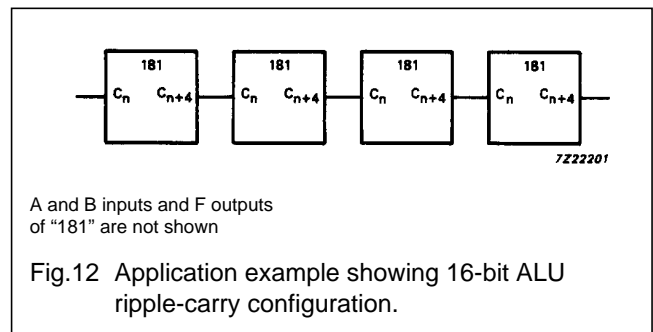 181 181 181 181
Cn Cn+4 Cn Cn+4 Cn Cn+4 Cn Cn+4
7Z22201
A and B inputs and F outputs
of “181” are not shown
Fig.12 Application example showing 16-bit ALU
ripple-carry configuration.